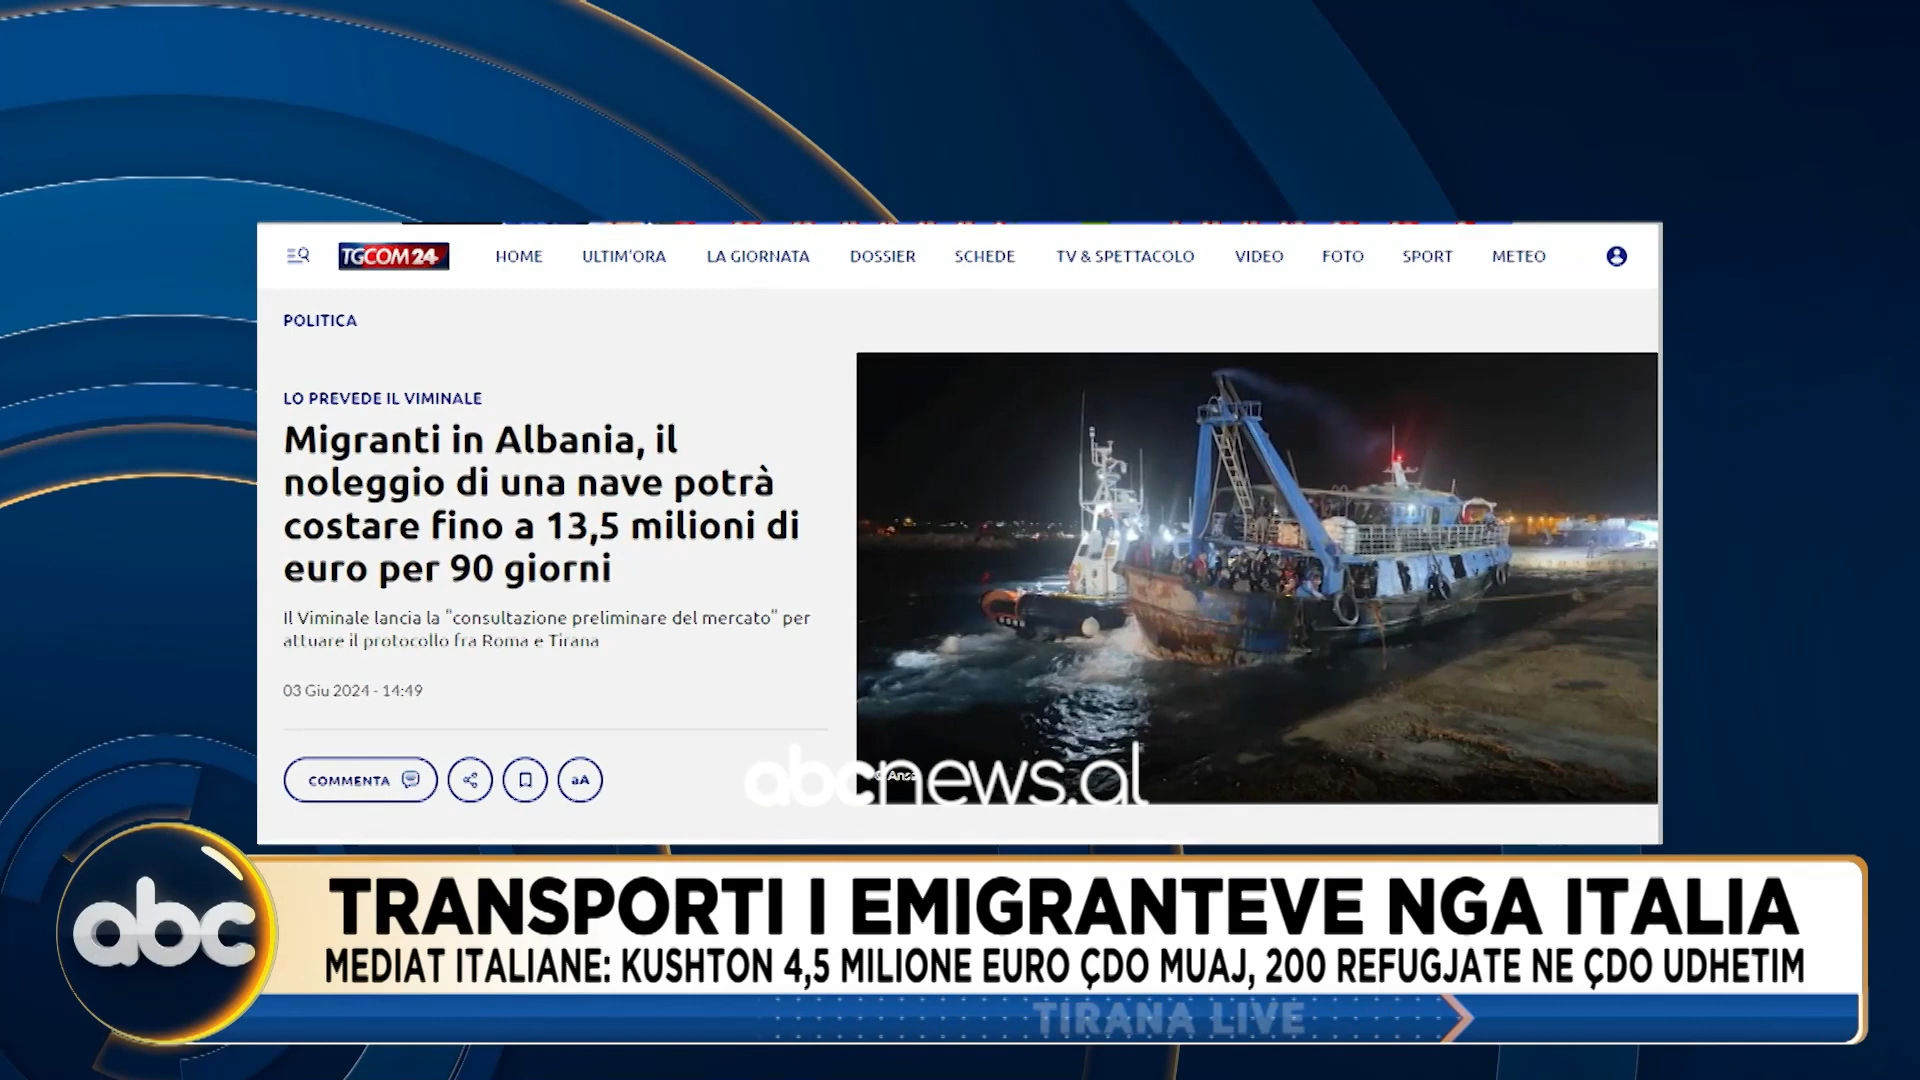 TGCOM24 HOME ULTIM'ORA LA GIORNATA DOSSIER SCHEDE TV & SPETTACOLO VIDEO FOTO SPORT METEO
POLITICA
LO PREVEDE IL VIMINALE
Migranti in Albania, il
noleggio di una nave potrà
costare fino a 13,5 milioni di
euro per 90 giorni
Il Viminale lancia la "consultazione preliminare del mercato" per
attuare il protocollo fra Roma e Tirana
03 Giu 2024 - 14:49
COMMENTA aA
© Ansa
abcnews.al
abc
TRANSPORTI I EMIGRANTEVE NGA ITALIA
MEDIAT ITALIANE: KUSHTON 4,5 MILIONE EURO ÇDO MUAJ, 200 REFUGJATE NE ÇDO UDHETIM
TIRANA LIVE